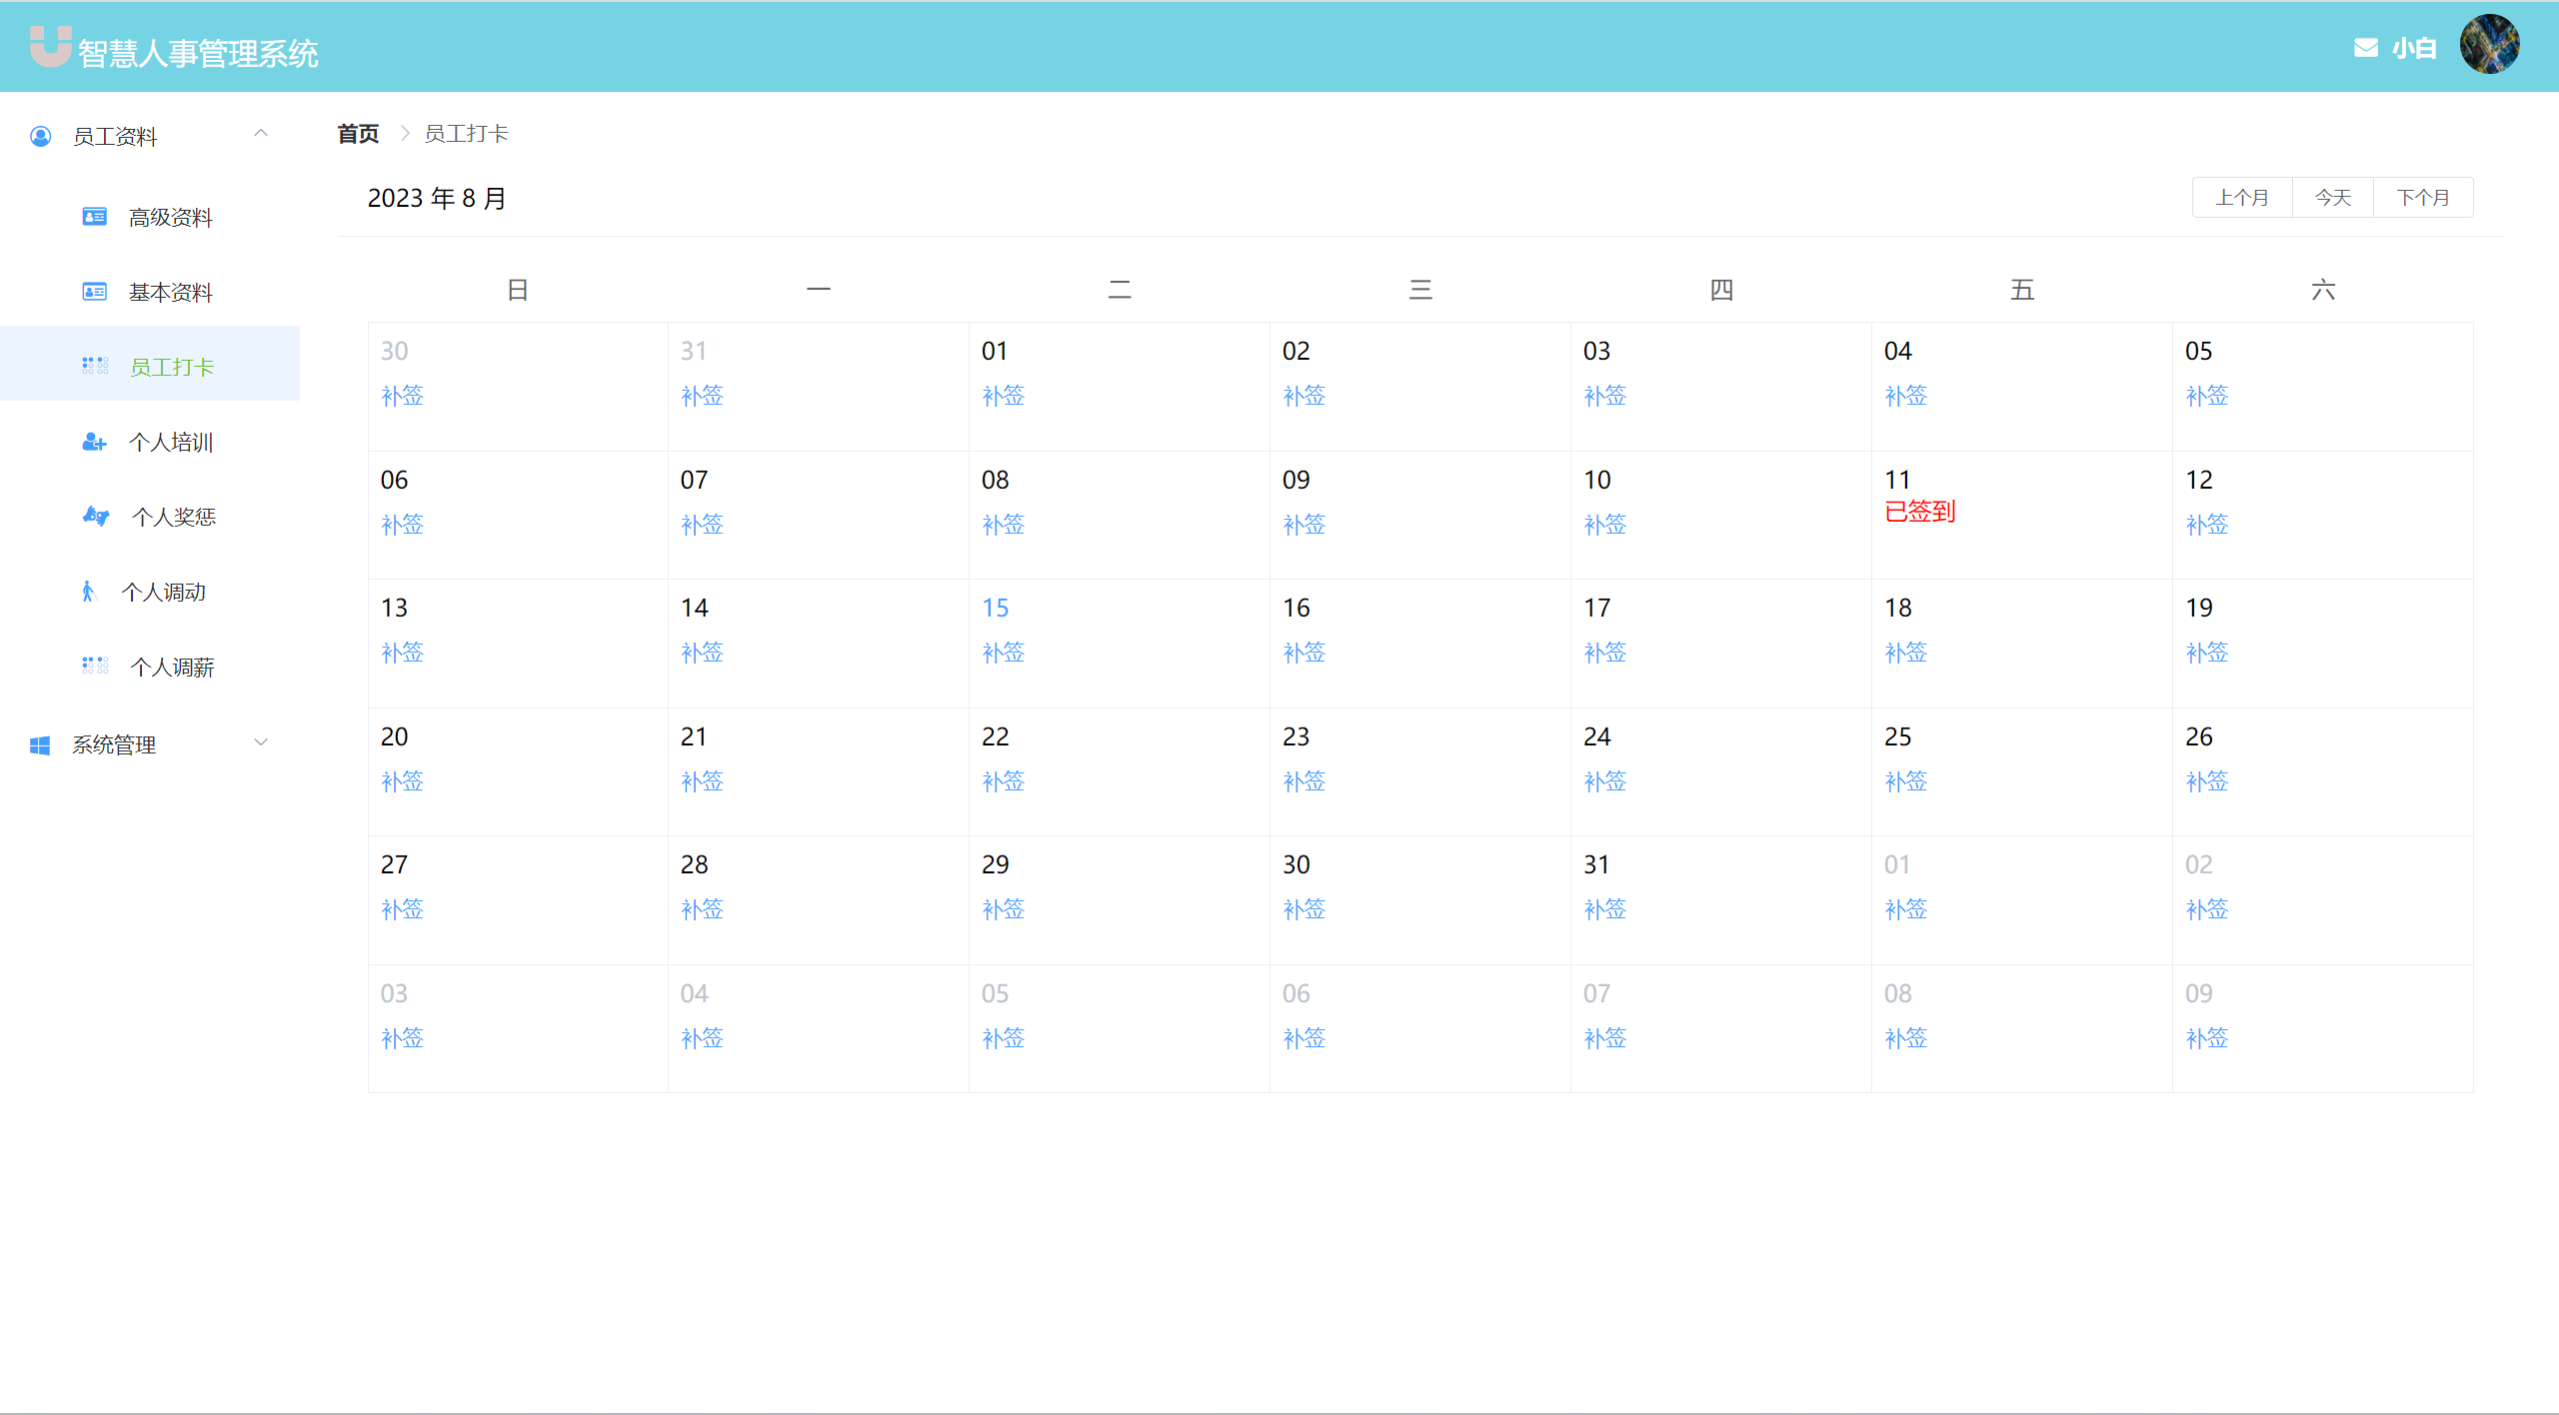 智慧人事管理系统
小白
员工资料
高级资料
基本资料
员工打卡
个人培训
个人奖惩
个人调动
个人调薪
系统管理
首页 员工打卡
2023 年 8 月
上个月 今天 下个月
日 一 二 三 四 五 六
30 31 01 02 03 04 05
补签 补签 补签 补签 补签 补签 补签
06 07 08 09 10 11 12
补签 补签 补签 补签 补签 已签到 补签
13 14 15 16 17 18 19
补签 补签 补签 补签 补签 补签 补签
20 21 22 23 24 25 26
补签 补签 补签 补签 补签 补签 补签
27 28 29 30 31 01 02
补签 补签 补签 补签 补签 补签 补签
03 04 05 06 07 08 09
补签 补签 补签 补签 补签 补签 补签